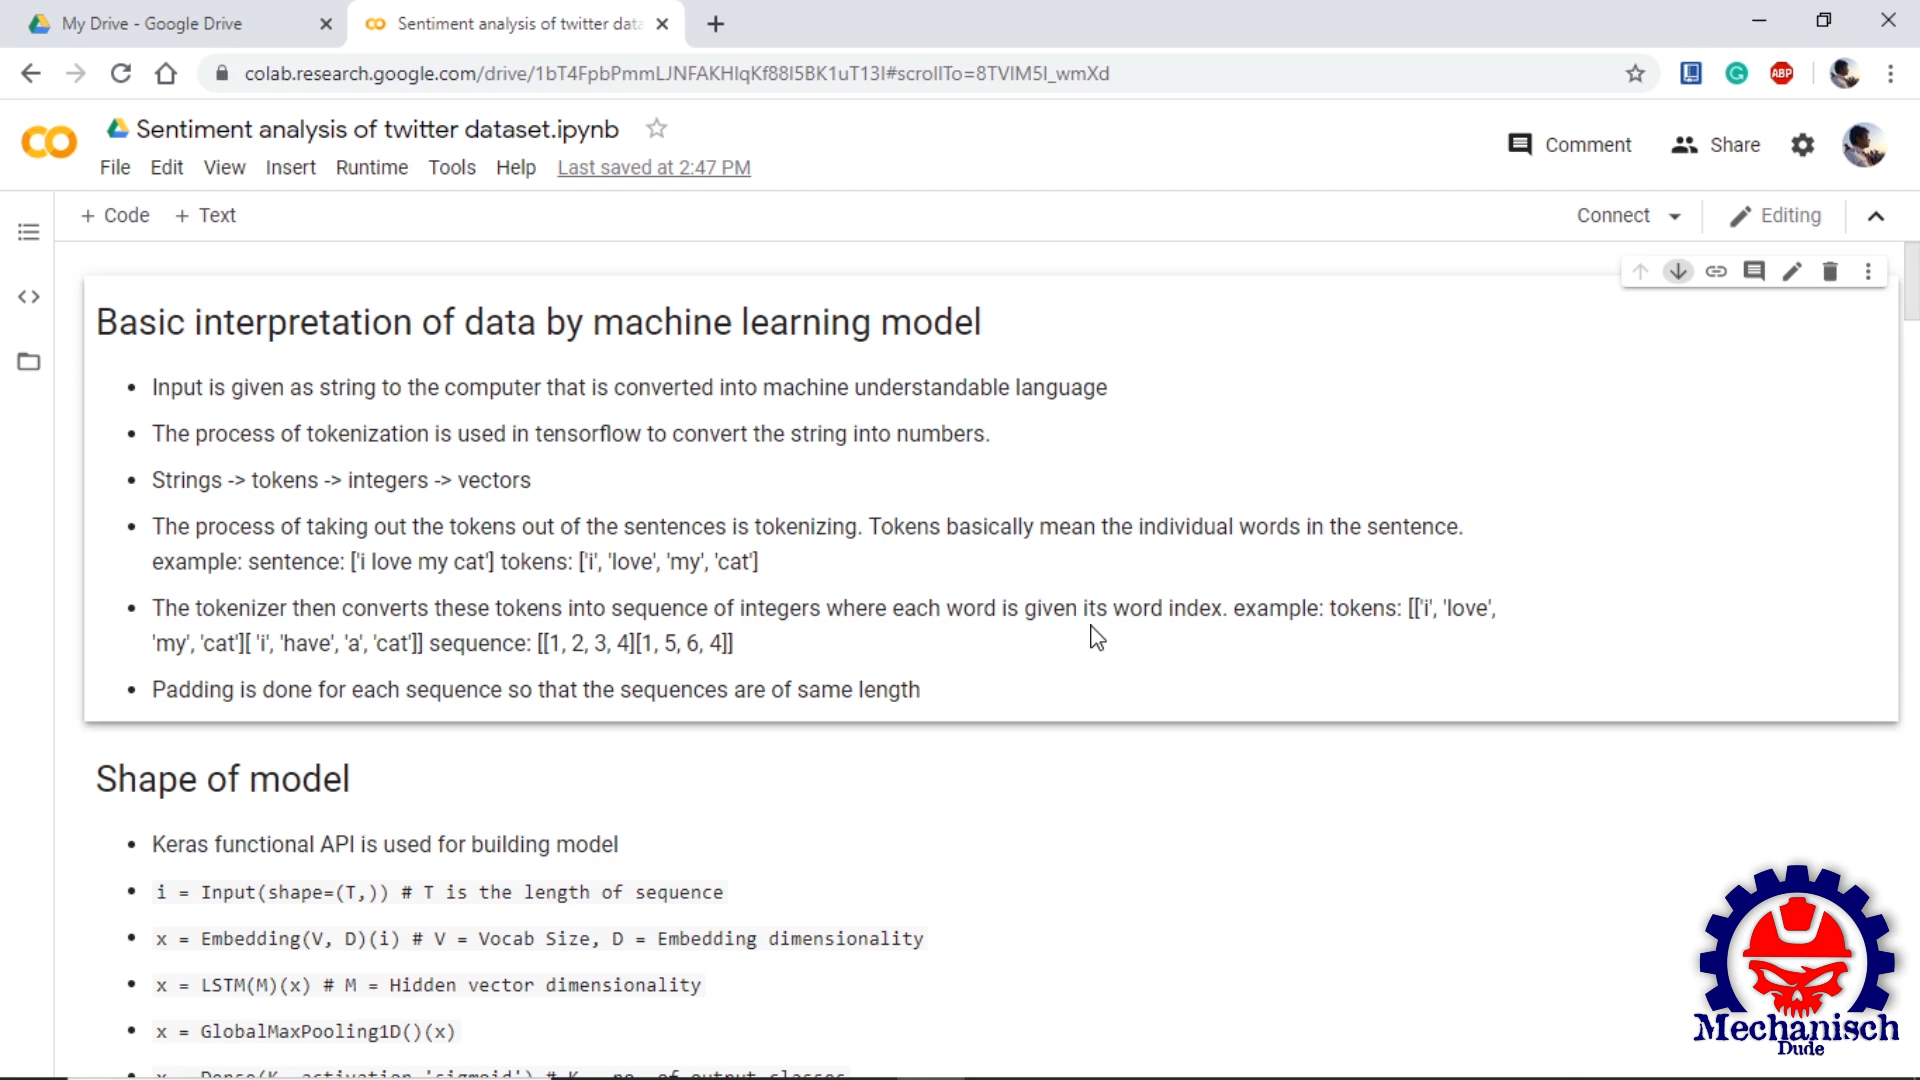 My Drive - Google Drive
Sentiment analysis of twitter data
colab.research.google.com/drive/1bT4FpbPmmLJNFAKHIqKf88I5BK1uT13I#scrollTo=8TVIM5I_wmXd
ABP
Sentiment analysis of twitter dataset.ipynb
Comment
Share
File Edit View Insert Runtime Tools Help Last saved at 2:47 PM
+ Code + Text
Connect
Editing
Basic interpretation of data by machine learning model
• Input is given as string to the computer that is converted into machine understandable language
• The process of tokenization is used in tensorflow to convert the string into numbers.
• Strings -> tokens -> integers -> vectors
• The process of taking out the tokens out of the sentences is tokenizing. Tokens basically mean the individual words in the sentence.
example: sentence: ['i love my cat'] tokens: ['i', 'love', 'my', 'cat']
• The tokenizer then converts these tokens into sequence of integers where each word is given its word index. example: tokens: [['i', 'love',
'my', 'cat'][ 'i', 'have', 'a', 'cat']] sequence: [[1, 2, 3, 4][1, 5, 6, 4]]
• Padding is done for each sequence so that the sequences are of same length
Shape of model
• Keras functional API is used for building model
• i = Input(shape=(T,)) # T is the length of sequence
• x = Embedding(V, D)(i) # V = Vocab Size, D = Embedding dimensionality
• x = LSTM(M)(x) # M = Hidden vector dimensionality
• x = GlobalMaxPooling1D()(x)
• x = Dense(K, activation='sigmoid') # K = no. of output classes
Mechanisch
Dude